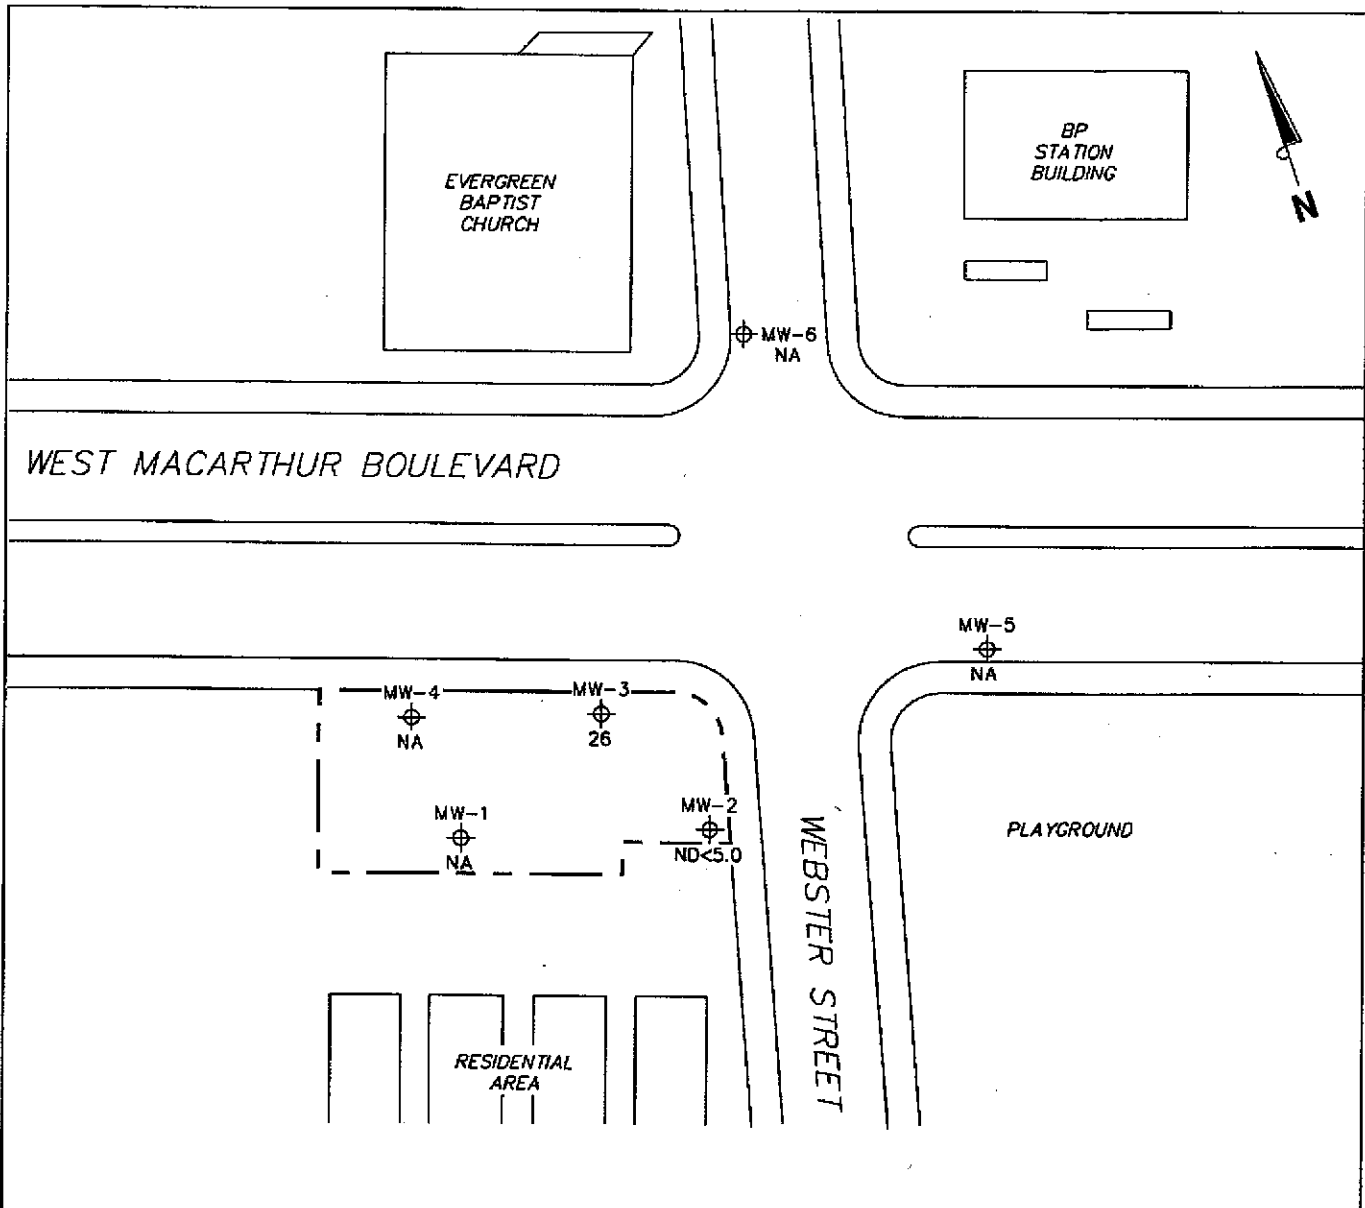 EVERGREEN
BAPTIST
CHURCH
BP
STATION
BUILDING
N
MW-6
NA
WEST MACARTHUR BOULEVARD
MW-5
NA
MW-4
NA
MW-3
26
MW-1
NA
MW-2
ND<5.0
WEBSTER STREET
PLAYGROUND
RESIDENTIAL
AREA